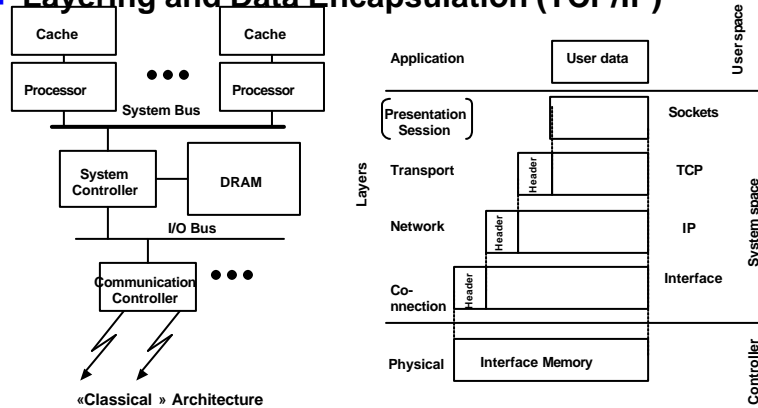 Layering and Data Encapsulation (TCP/IP)
Cache
Cache
Processor
Processor
System Bus
System
Controller
DRAM
I/O Bus
Communication
Controller
«Classical » Architecture
Application
User data
User space
Presentation
Session
Sockets
Layers
Transport
Header
TCP
Network
Header
IP
System space
Co-
nnection
Header
Interface
Physical
Interface Memory
Controller